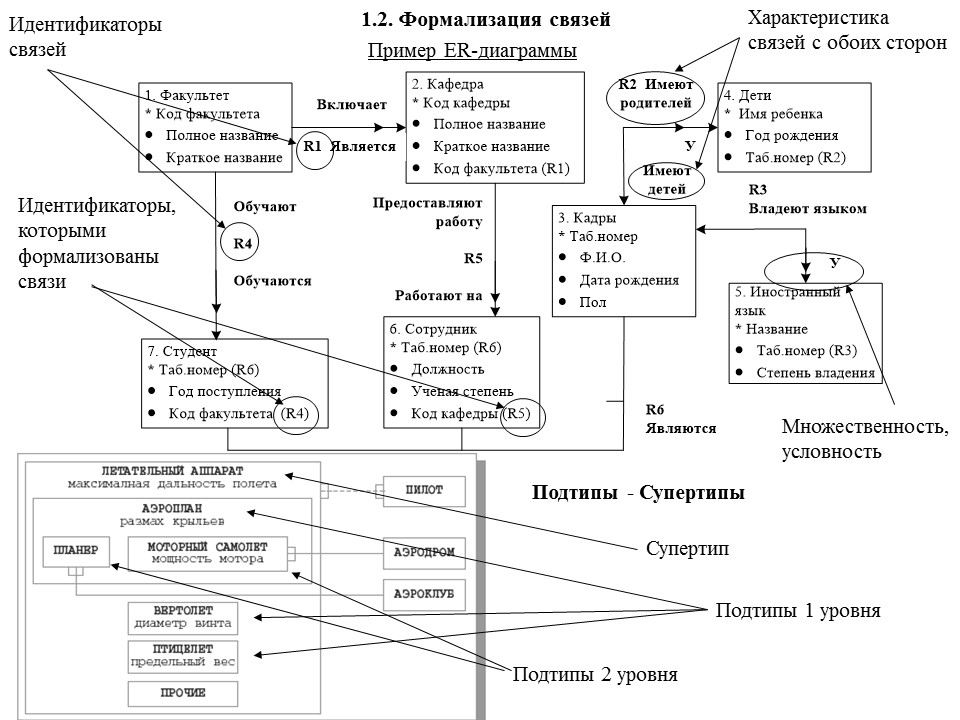 1.2. Формализация связей
Пример ER-диаграммы
Идентификаторы
связей
Характеристика
связей с обоих сторон
1. Факультет
* Код факультета
● Полное название
● Краткое название
Включает
R1 Является
2. Кафедра
* Код кафедры
● Полное название
● Краткое название
● Код факультета (R1)
R2 Имеют
родителей
У
Имеют
детей
4. Дети
* Имя ребенка
● Год рождения
● Таб.номер (R2)
Идентификаторы,
которыми
формализованы
связи
Обучают
R4
Обучаются
Предоставляют
работу
R5
Работают на
3. Кадры
* Таб.номер
● Ф.И.О.
● Дата рождения
● Пол
R3
Владеют языком
У
5. Иностранный
язык
* Название
● Таб.номер (R3)
● Степень владения
7. Студент
* Таб.номер (R6)
● Год поступления
● Код факультета (R4)
6. Сотрудник
* Таб.номер (R6)
● Должность
● Ученая степень
● Код кафедры (R5)
R6
Являются
Множественность,
условность
ЛЕТАТЕЛЬНЫЙ АППАРАТ
максималная дальность полета
ПИЛОТ
АЭРОПЛАН
размах крыльев
ПЛАНЕР
МОТОРНЫЙ САМОЛЕТ
мощность мотора
АЭРОДРОМ
АЭРОКЛУБ
ВЕРТОЛЕТ
диаметр винта
ПТИЦЕЛЕТ
предельный вес
ПРОЧИЕ
Подтипы - Супертипы
Супертип
Подтипы 1 уровня
Подтипы 2 уровня